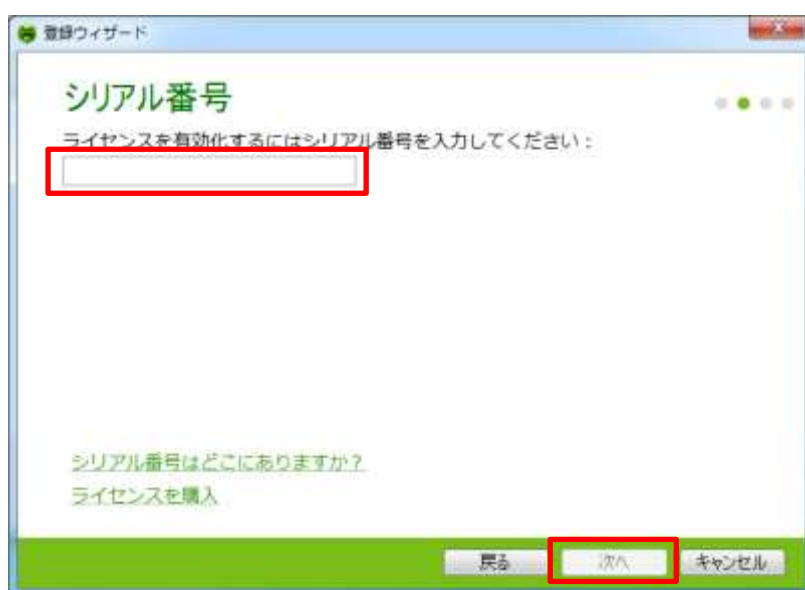 登録ウィザード
シリアル番号
ライセンスを有効化するにはシリアル番号を入力してください：
シリアル番号はどこにありますか？
ライセンスを購入
戻る 次へ キャンセル